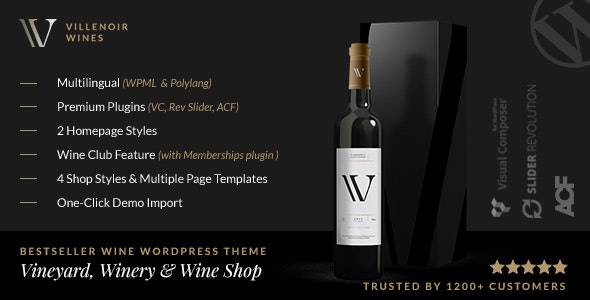 VILLENOIR
WINES
Multilingual (WPML & Polylang)
Premium Plugins (VC, Rev Slider, ACF)
2 Homepage Styles
Wine Club Feature (with Memberships plugin )
4 Shop Styles & Multiple Page Templates
One-Click Demo Import
BESTSELLER WINE WORDPRESS THEME
Vineyard, Winery & Wine Shop
TRUSTED BY 1200+ CUSTOMERS
Visual Composer
for WordPress
SLIDER REVOLUTION
ACF
W